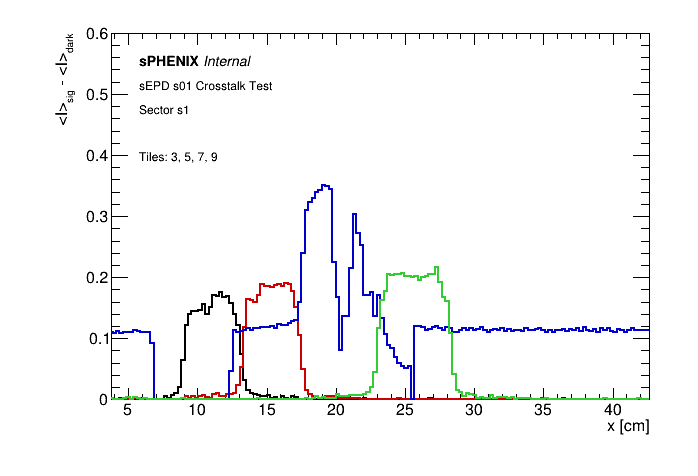 <I>sig - <I>dark
sPHENIX Internal
sEPD s01 Crosstalk Test
Sector s1
Tiles: 3, 5, 7, 9
0.6
0.5
0.4
0.3
0.2
0.1
0
5 10 15 20 25 30 35 40
x [cm]